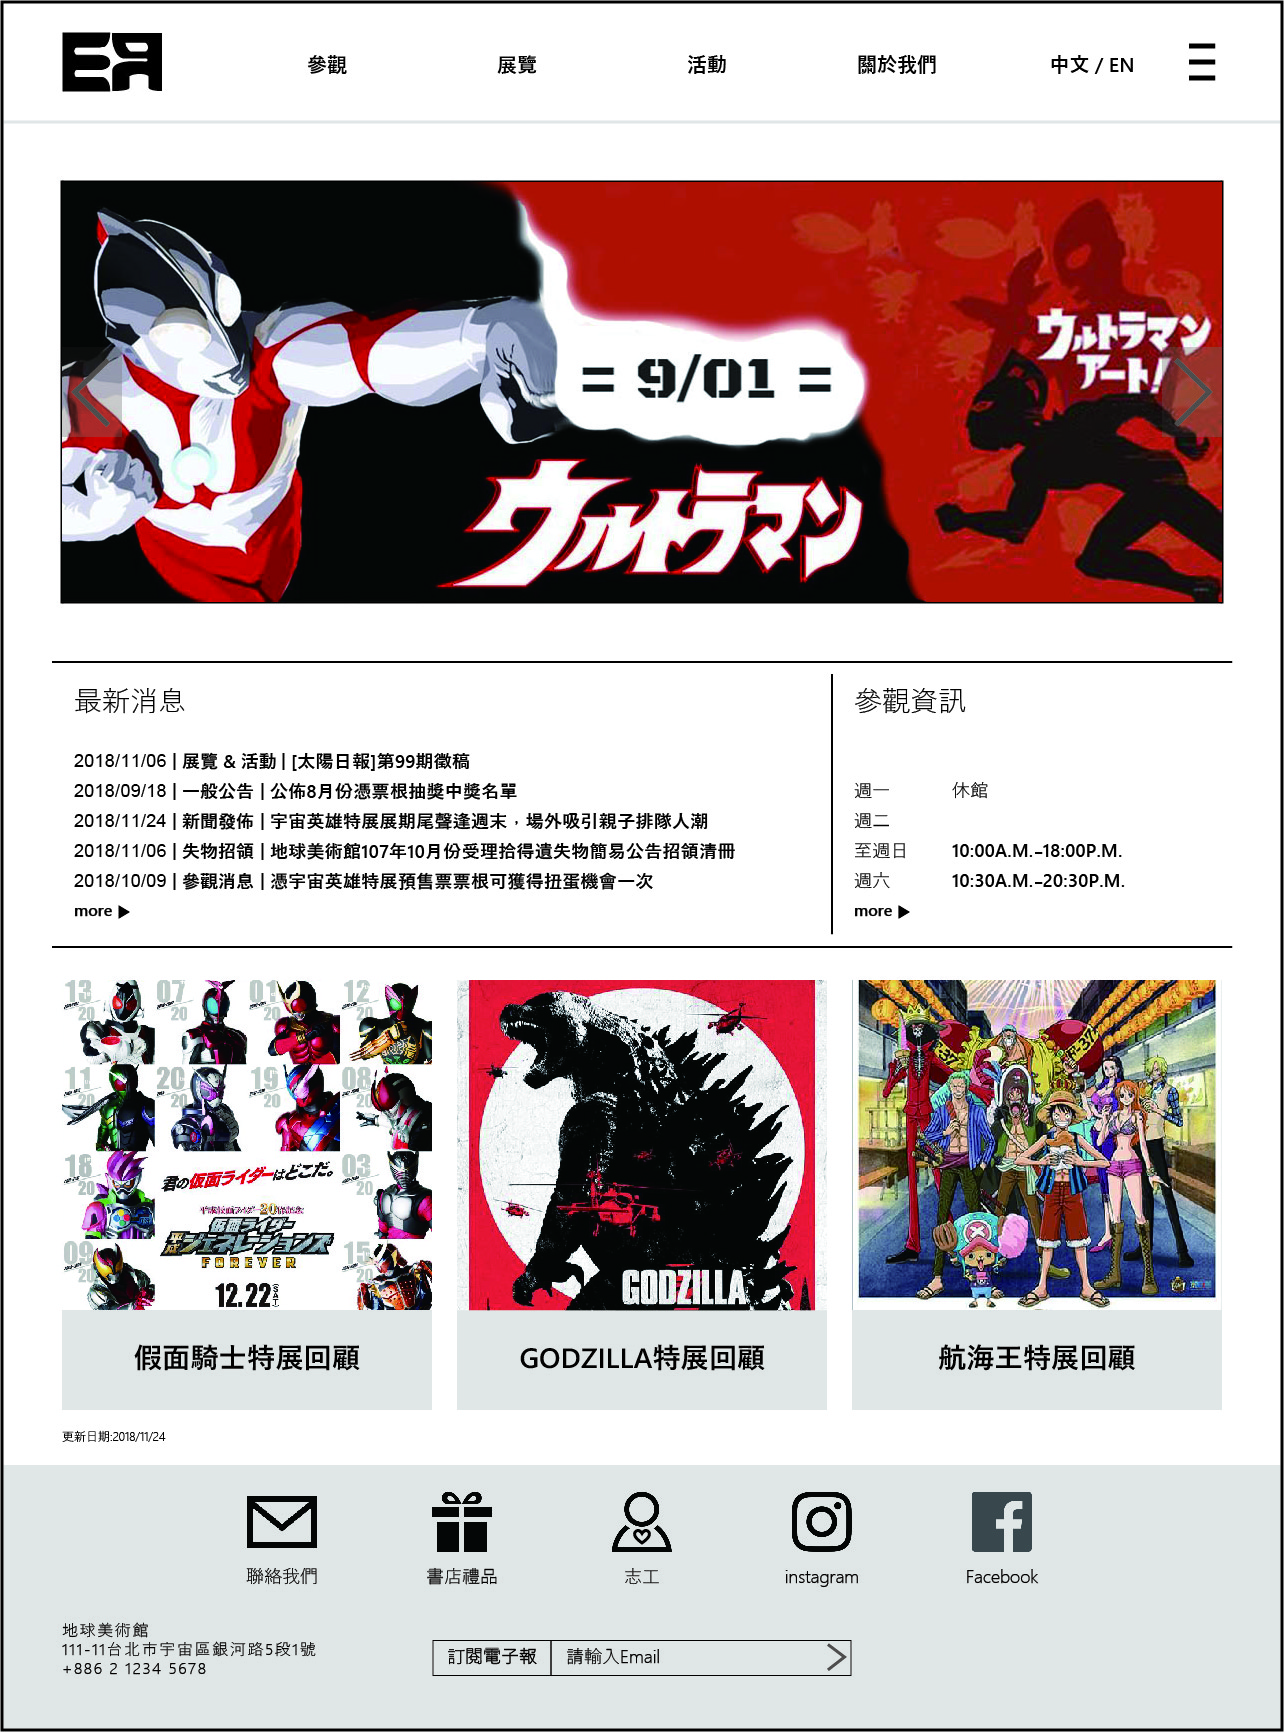 參觀
展覽
活動
關於我們
中文 / EN
= 9/01 =
ウルトラマン
アート!
ウルトラマン
最新消息
2018/11/06 | 展覽 & 活動 | [太陽日報]第99期徵稿
2018/09/18 | 一般公告 | 公佈8月份憑票根抽獎中獎名單
2018/11/24 | 新聞發佈 | 宇宙英雄特展展期尾聲逢週末，場外吸引親子排隊人潮
2018/11/06 | 失物招領 | 地球美術館107年10月份受理拾得遺失物簡易公告招領清冊
2018/10/09 | 參觀消息 | 憑宇宙英雄特展預售票票根可獲得扭蛋機會一次
more ▶
參觀資訊
週一 休館
週二
至週日 10:00A.M.-18:00P.M.
週六 10:30A.M.-20:30P.M.
more ▶
13 20
07 20
01 20
12 20
11 20
20 20
19 20
08 20
18 20
君の仮面ライダーはどこだ。
03 20
仮面ライダー
平成ジェネレーションズ
FOREVER
09 20
12.22 (SAT)
15 20
GODZILLA
假面騎士特展回顧
GODZILLA特展回顧
航海王特展回顧
更新日期:2018/11/24
聯絡我們
書店禮品
志工
instagram
Facebook
地球美術館
111-11台北市宇宙區銀河路5段1號
+886 2 1234 5678
訂閱電子報
請輸入Email